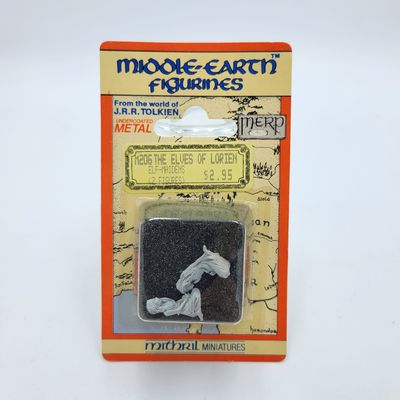 MIDDLE-EARTH™
FIGURINES
From the world of
J.R.R. TOLKIEN
UNDERCOATED
METAL
MERP
M206 THE ELVES OF LORIEN
ELF-MAIDENS
(2 FIGURES) $2.95
mithril MINIATURES